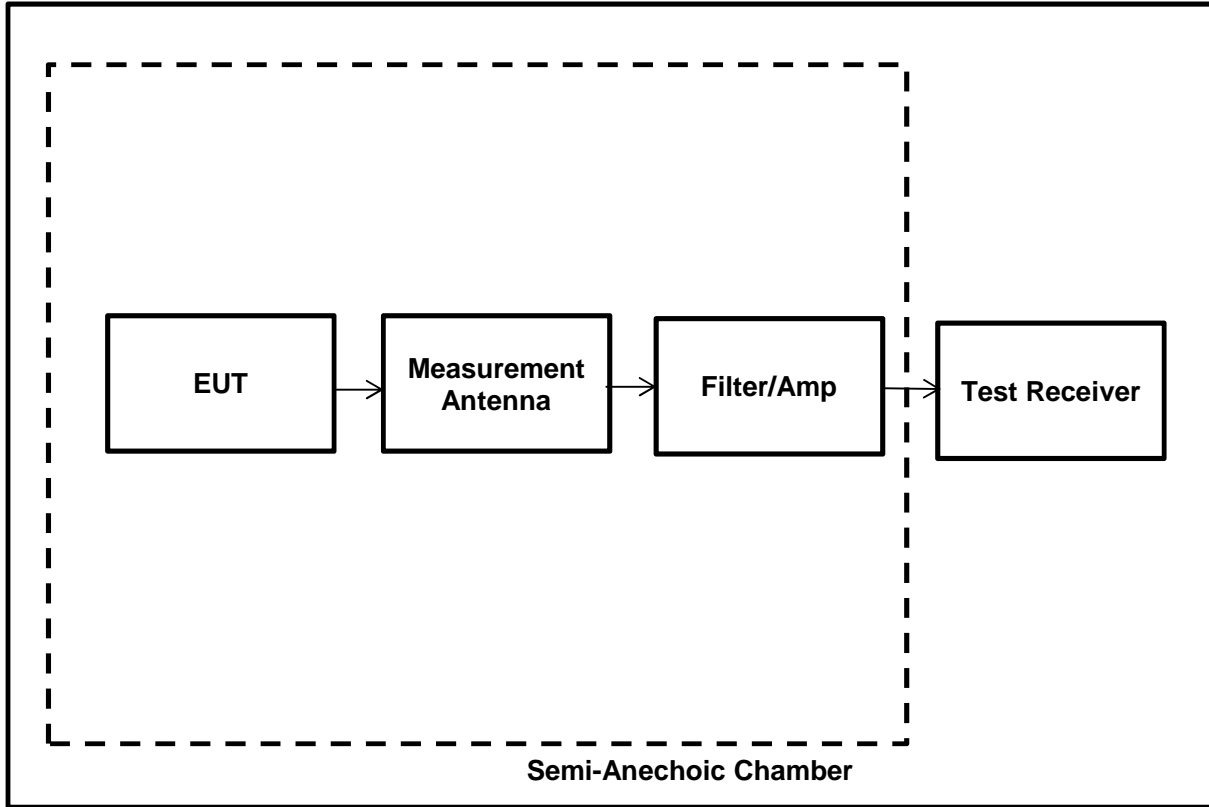 EUT
Measurement
Antenna
Filter/Amp
Test Receiver
Semi-Anechoic Chamber